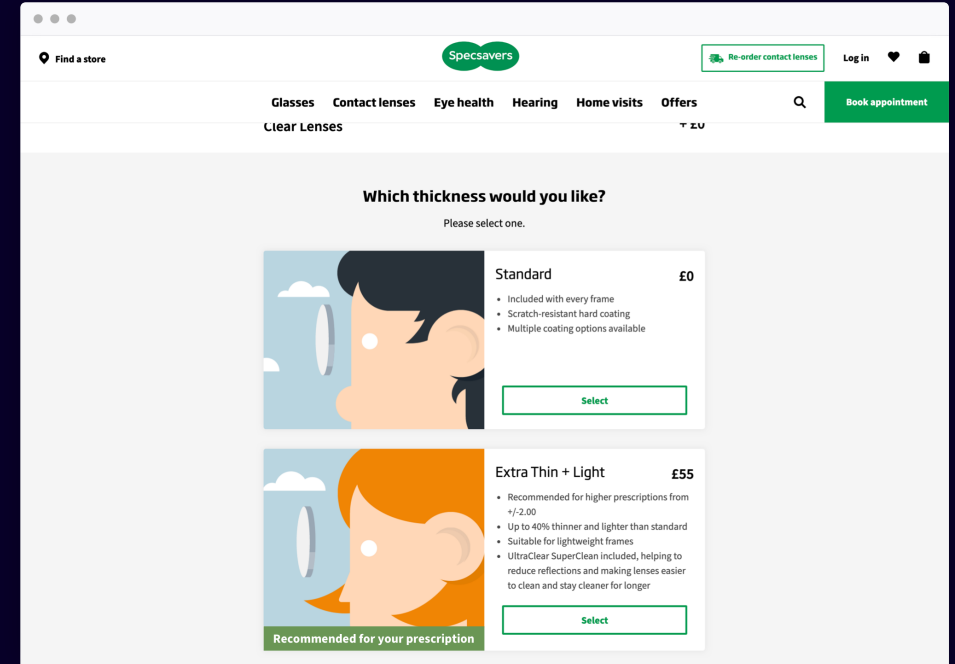 Find a store
Specsavers
Re-order contact lenses
Log in
Glasses Contact lenses Eye health Hearing Home visits Offers
Book appointment
Clear Lenses + £0
Which thickness would you like?
Please select one.
Standard £0
• Included with every frame
• Scratch-resistant hard coating
• Multiple coating options available
Select
Extra Thin + Light £55
• Recommended for higher prescriptions from
+/-2.00
• Up to 40% thinner and lighter than standard
• Suitable for lightweight frames
• UltraClear SuperClean included, helping to
reduce reflections and making lenses easier
to clean and stay cleaner for longer
Select
Recommended for your prescription